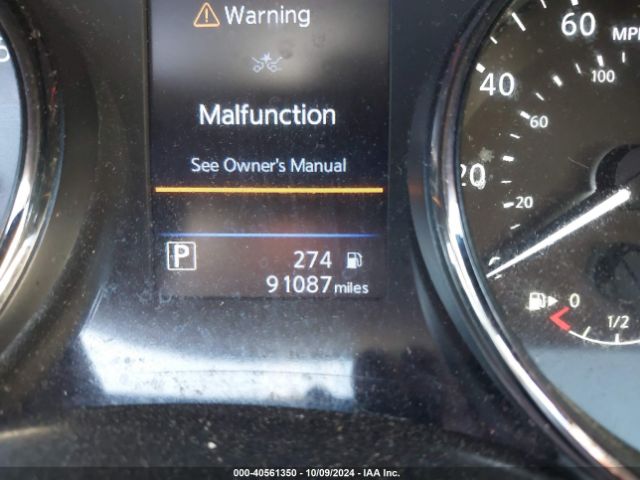 Warning
Malfunction
See Owner's Manual
P 274
91087 miles
60 MP
100
40
60
20
20
0
1/2
000-40561350 - 10/09/2024 - IAA Inc.